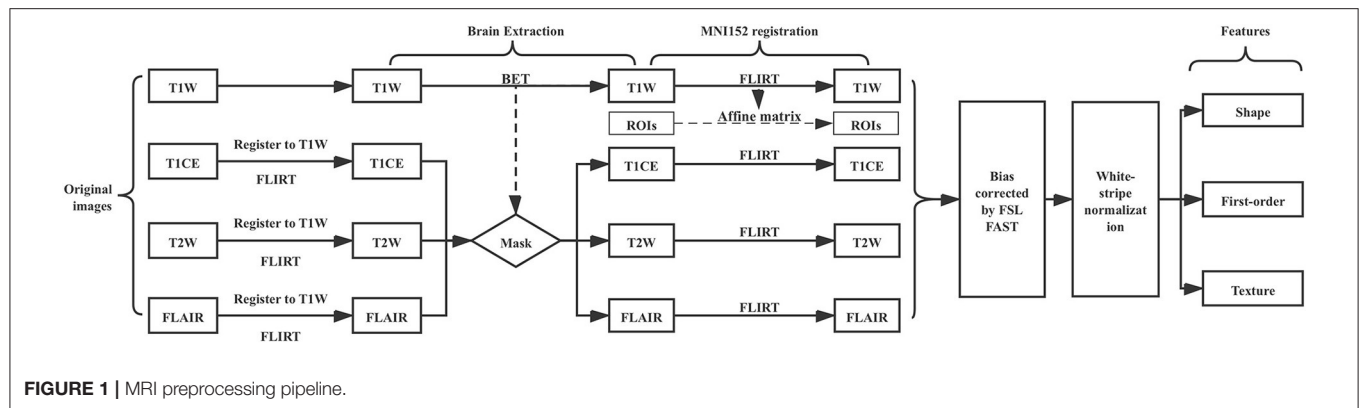 Brain Extraction
MNI152 registration
Features
T1W
T1W
BET
T1W
FLIRT
T1W
Affine matrix
ROIs
ROIs
Shape
Original
images
T1CE
Register to T1W
FLIRT
T1CE
T1CE
FLIRT
T1CE
T2W
Register to T1W
FLIRT
T2W
Mask
T2W
FLIRT
T2W
FLAIR
Register to T1W
FLIRT
FLAIR
FLAIR
FLIRT
FLAIR
Bias
corrected
by FSL
FAST
White-
stripe
normalizat
ion
First-order
Texture
FIGURE 1 | MRI preprocessing pipeline.